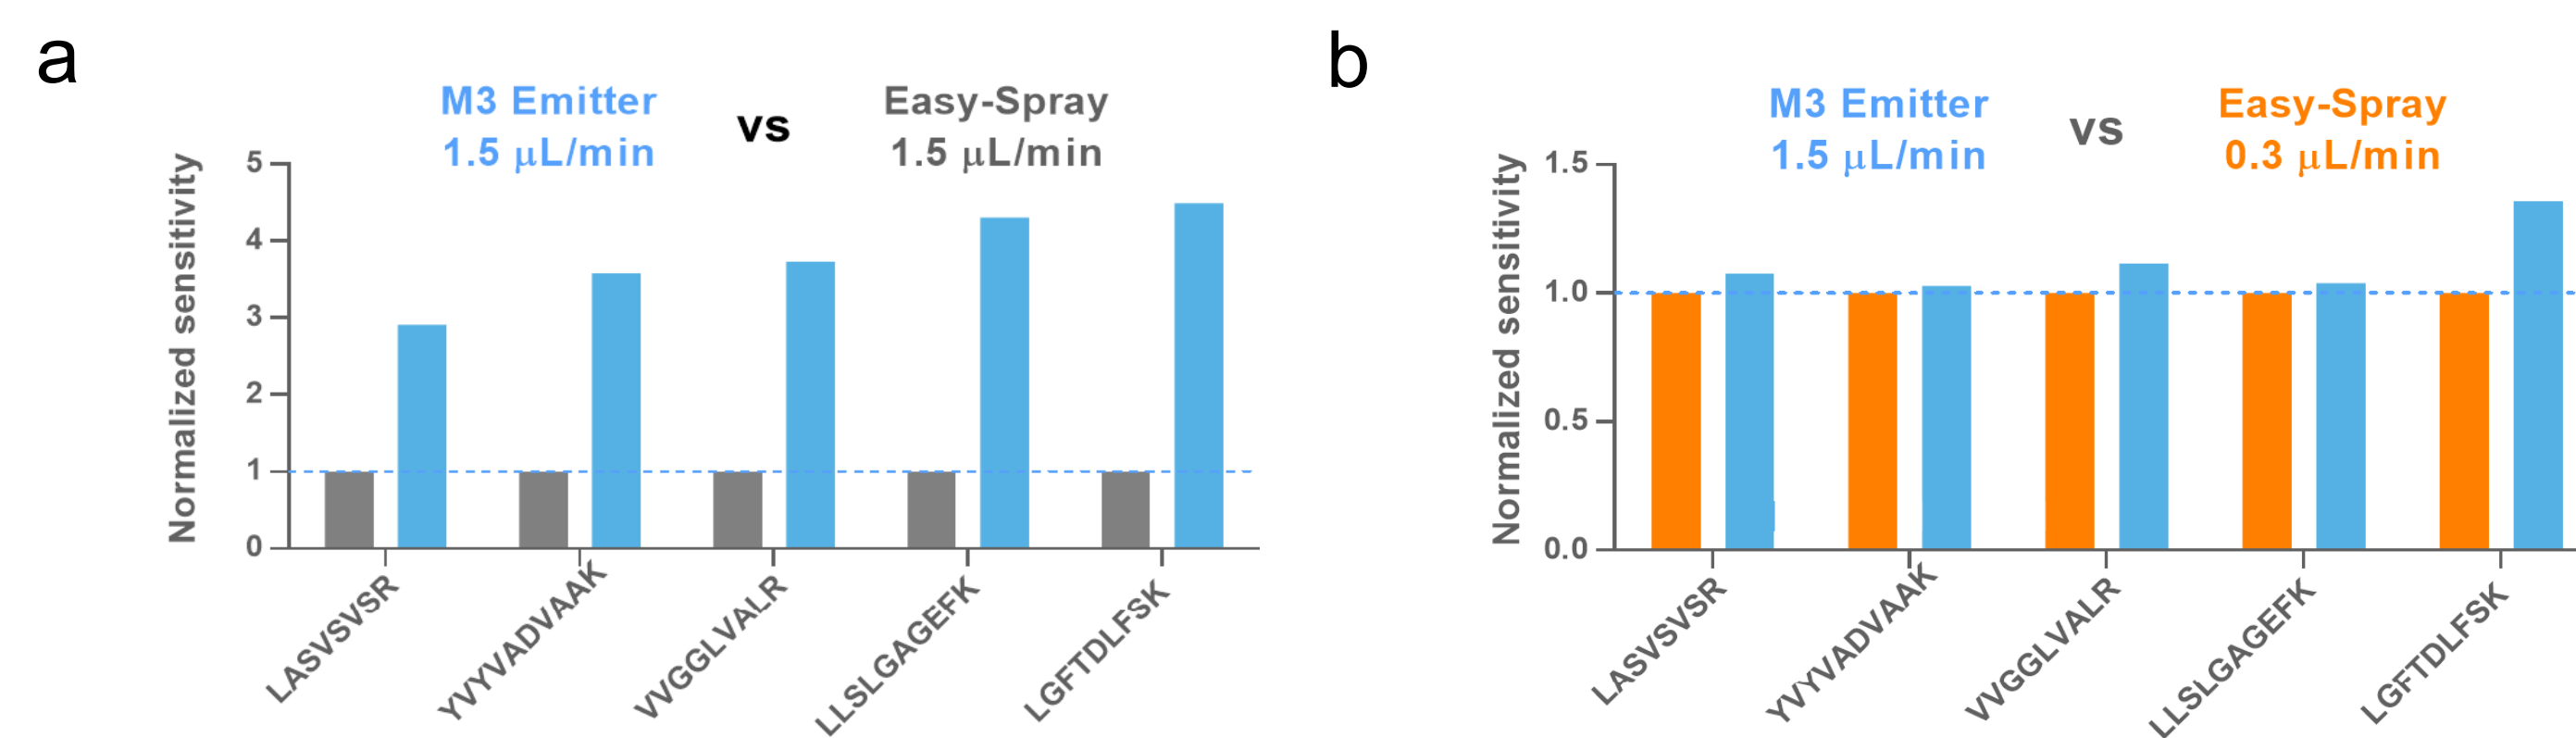 a
M3 Emitter
1.5 μL/min
vs
Easy-Spray
1.5 μL/min
Normalized sensitivity
5
4
3
2
1
0
LASVSVSR
YVYVADVAAK
VVGGLVALR
LLSLGAGEFK
LGFTDLFSK
b
M3 Emitter
1.5 μL/min
vs
Easy-Spray
0.3 μL/min
Normalized sensitivity
1.5
1.0
0.5
0.0
LASVSVSR
YVYVADVAAK
VVGGLVALR
LLSLGAGEFK
LGFTDLFSK